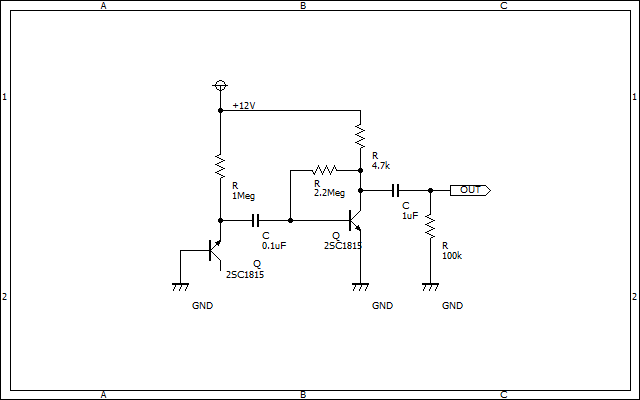 A B C
1 1
+12V
R
4.7k
R
1Meg
R
2.2Meg
OUT
C
0.1uF
C
1uF
Q
2SC1815
Q
2SC1815
R
100k
2 2
GND GND GND
A B C